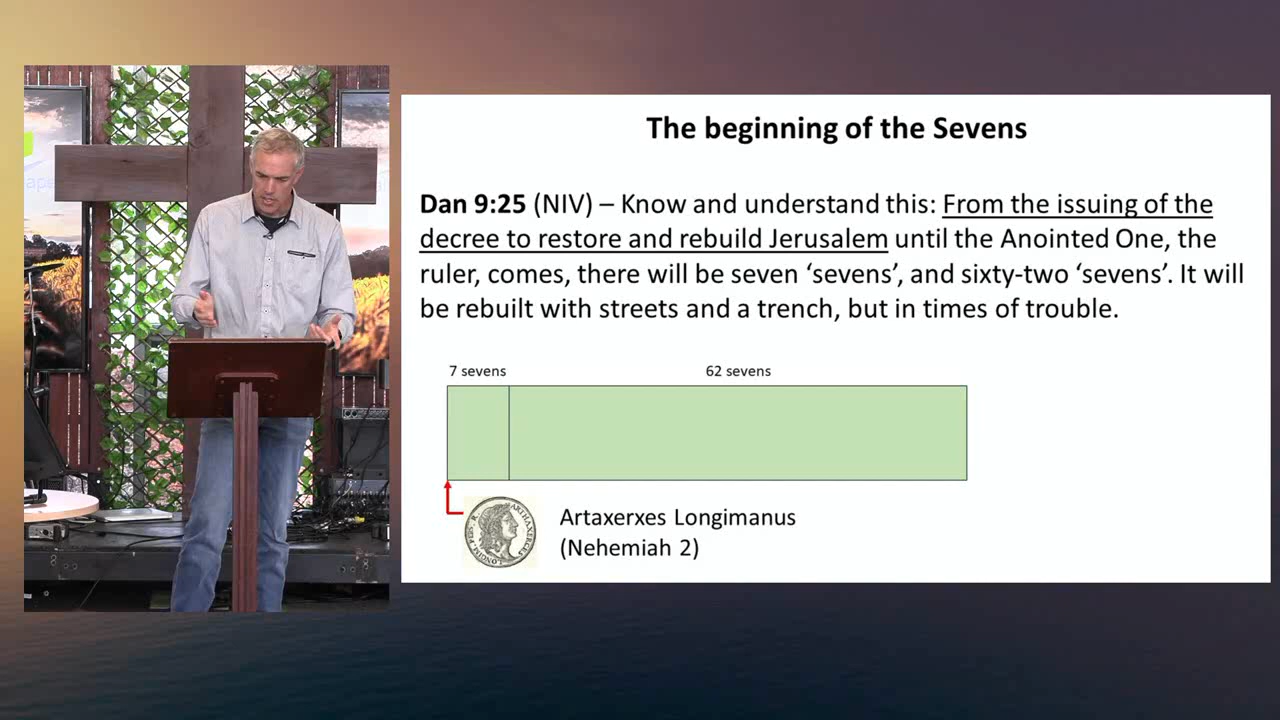 The beginning of the Sevens
Dan 9:25 (NIV) – Know and understand this: From the issuing of the
decree to restore and rebuild Jerusalem until the Anointed One, the
ruler, comes, there will be seven ‘sevens’, and sixty-two ‘sevens’. It will
be rebuilt with streets and a trench, but in times of trouble.
7 sevens
62 sevens
Artaxerxes Longimanus
(Nehemiah 2)